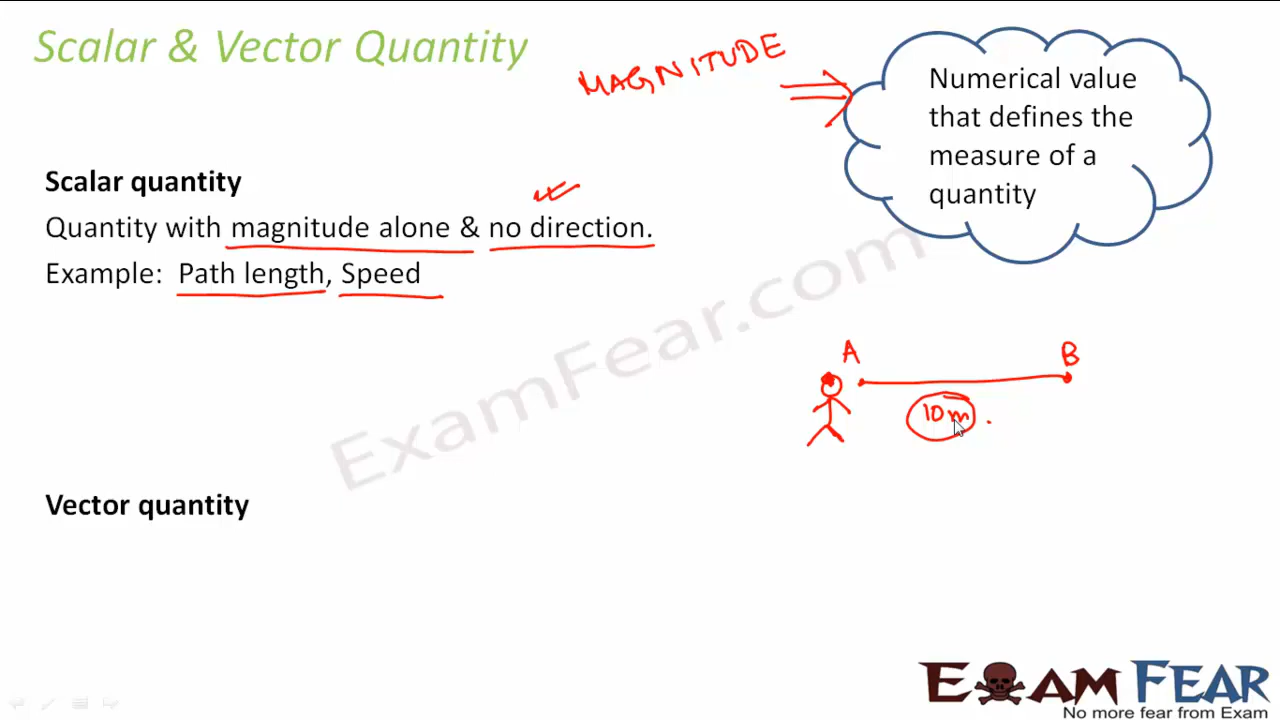 Scalar & Vector Quantity
MAGNITUDE
Numerical value
that defines the
measure of a
quantity
Scalar quantity
Quantity with magnitude alone & no direction.
Example: Path length, Speed
ExamFear.com
A
B
10m
Vector quantity
EXAM FEAR
No more fear from Exam